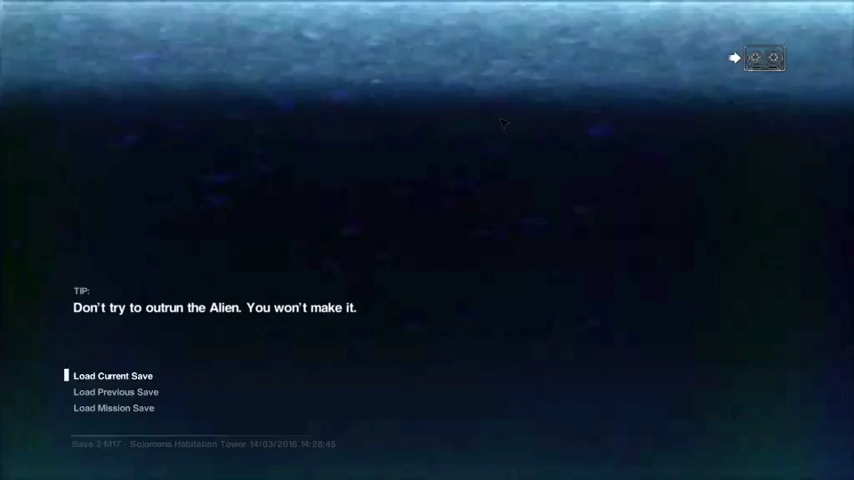 TIP:
Don't try to outrun the Alien. You won't make it.
Load Current Save
Load Previous Save
Load Mission Save
Save 2 M17 - Solomons Habitation Tower 14/03/2015 14:28:45